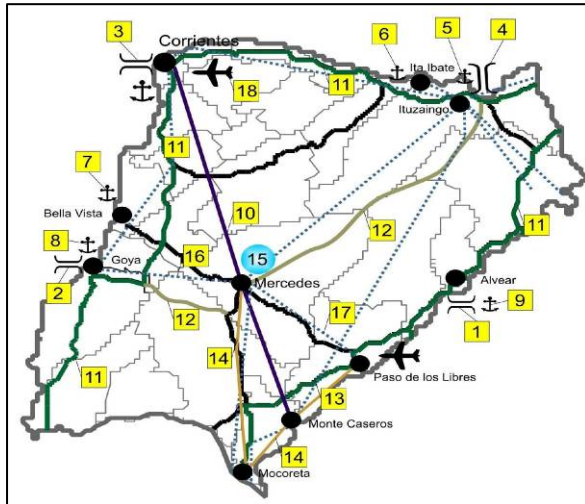 3
Corrientes
18
11
6
Ita Ibate
5
4
Ituzaingo
11
7
Bella Vista
10
16
12
11
8
Goya
15
Mercedes
2
12
Alvear
9
1
14
17
11
Paso de los Libres
13
Monte Caseros
14
Mocoreta